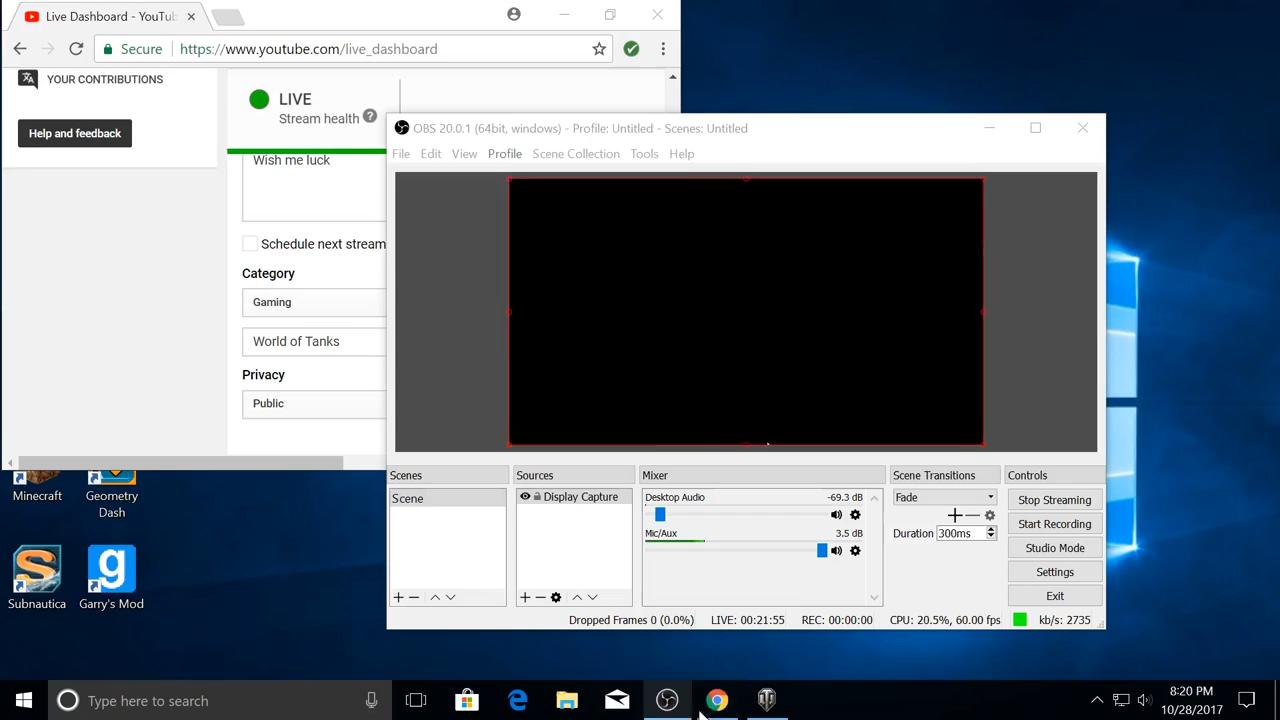 Live Dashboard - YouTu
Secure https://www.youtube.com/live_dashboard
YOUR CONTRIBUTIONS
Help and feedback
LIVE
Stream health ?
Wish me luck
Schedule next stream
Category
Gaming
World of Tanks
Privacy
Public
OBS 20.0.1 (64bit, windows) - Profile: Untitled - Scenes: Untitled
File Edit View Profile Scene Collection Tools Help
Scenes Sources Mixer Scene Transitions Controls
Scene
Display Capture
Desktop Audio -69.3 dB
Mic/Aux 3.5 dB
Fade
Duration 300ms
Stop Streaming
Start Recording
Studio Mode
Settings
Exit
Dropped Frames 0 (0.0%) LIVE: 00:21:55 REC: 00:00:00 CPU: 20.5%, 60.00 fps kb/s: 2735
Minecraft
Geometry
Dash
Subnautica
Garry's Mod
Type here to search
8:20 PM
10/28/2017